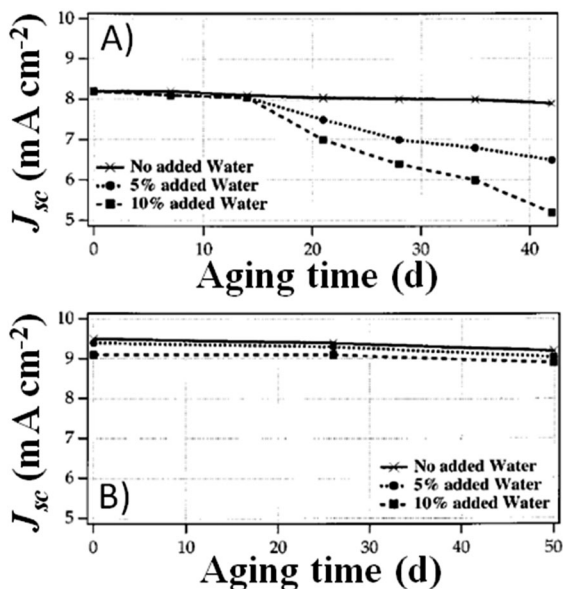 A)
J_sc (mA cm⁻²)
10
9
8
7
6
5
No added Water
5% added Water
10% added Water
0 10 20 30 40
Aging time (d)
B)
J_sc (mA cm⁻²)
10
9
8
7
6
5
No added Water
5% added Water
10% added Water
0 10 20 30 40 50
Aging time (d)